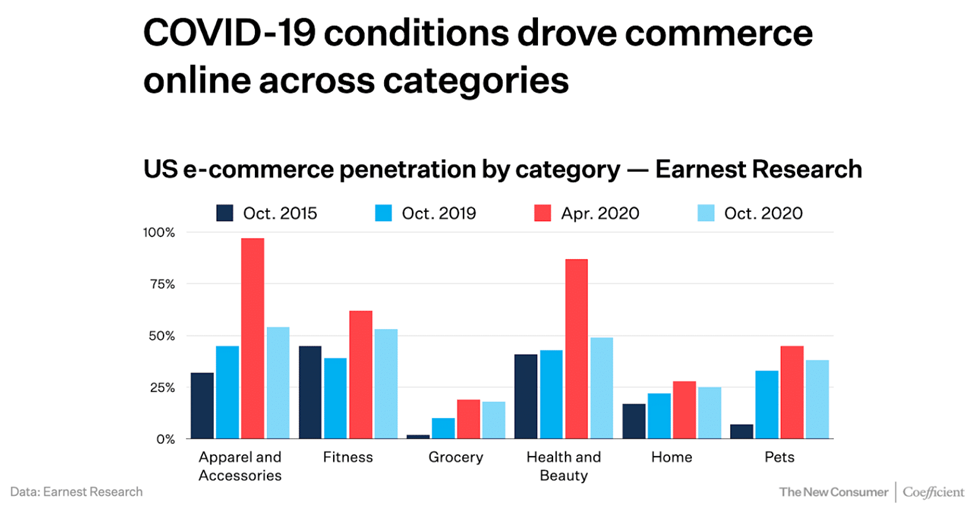 COVID-19 conditions drove commerce
online across categories
US e-commerce penetration by category — Earnest Research
Oct. 2015 Oct. 2019 Apr. 2020 Oct. 2020
100%
75%
50%
25%
0%
Apparel and Accessories Fitness Grocery Health and Beauty Home Pets
Data: Earnest Research
The New Consumer | Coefficient